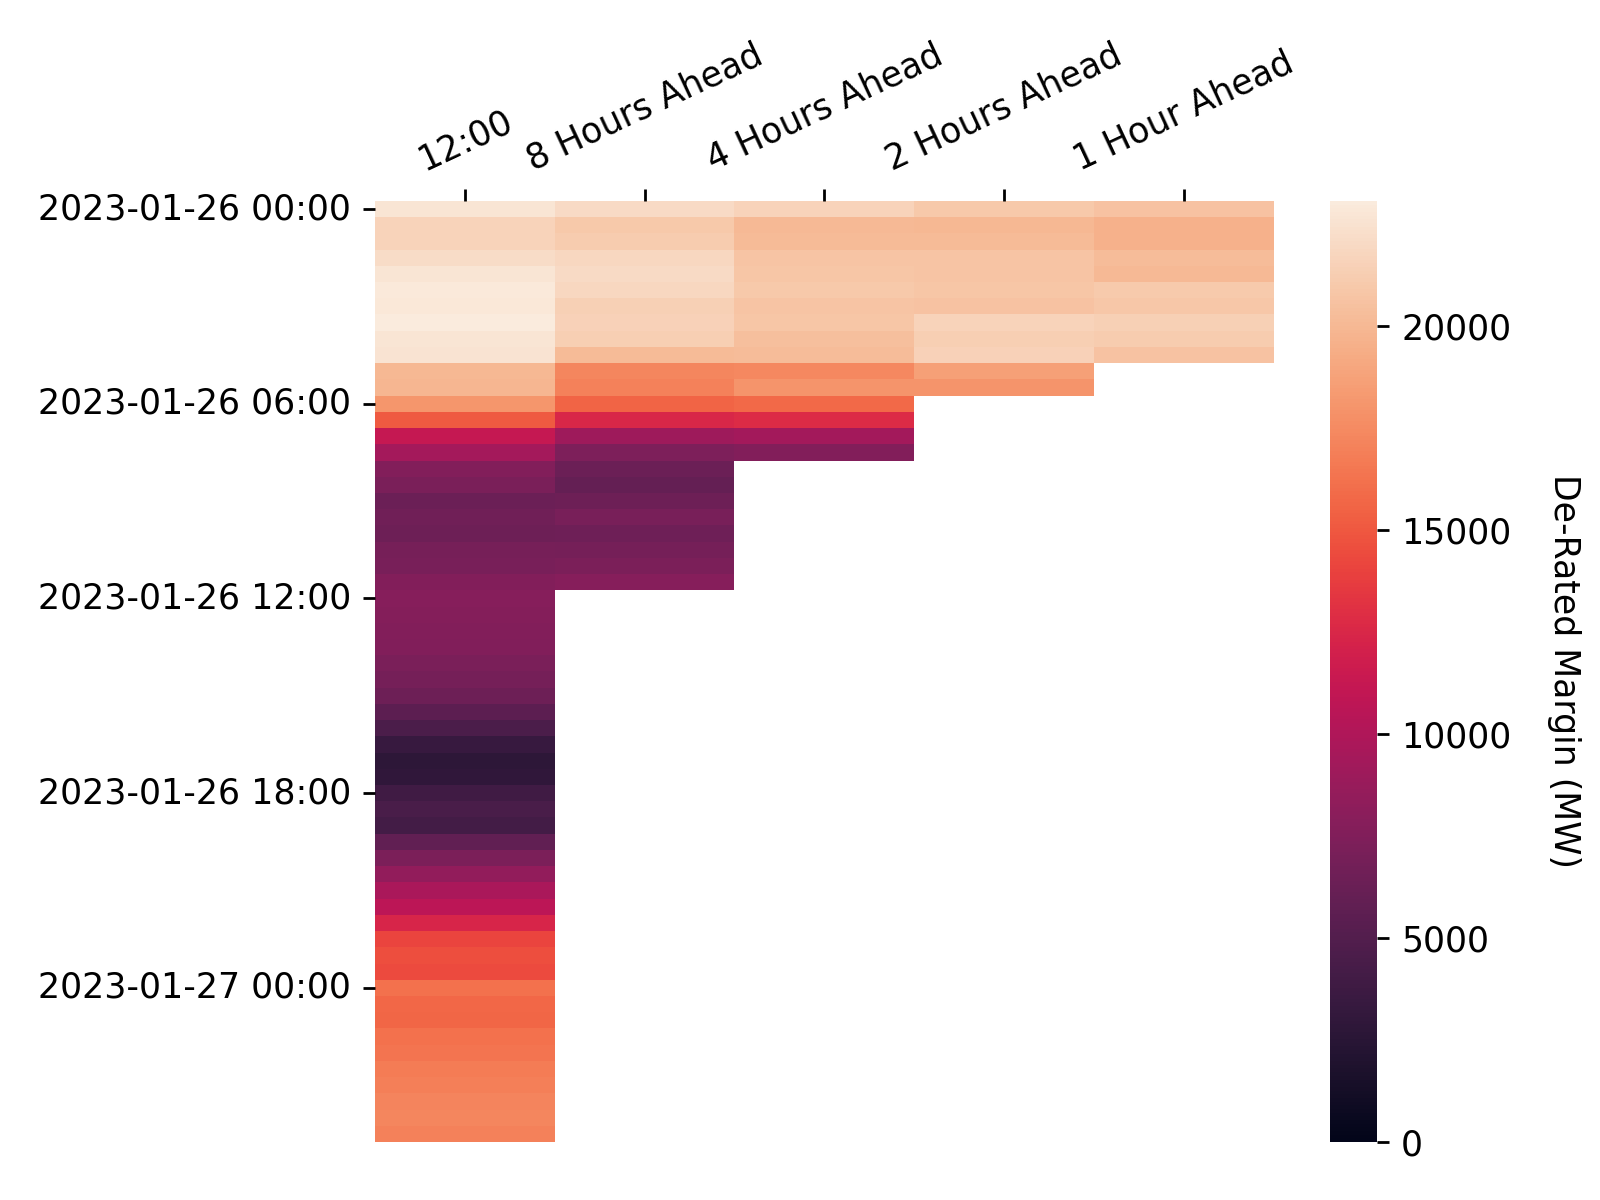 12:00
8 Hours Ahead
4 Hours Ahead
2 Hours Ahead
1 Hour Ahead
2023-01-26 00:00
2023-01-26 06:00
2023-01-26 12:00
2023-01-26 18:00
2023-01-27 00:00
20000
15000
10000
5000
0
De-Rated Margin (MW)